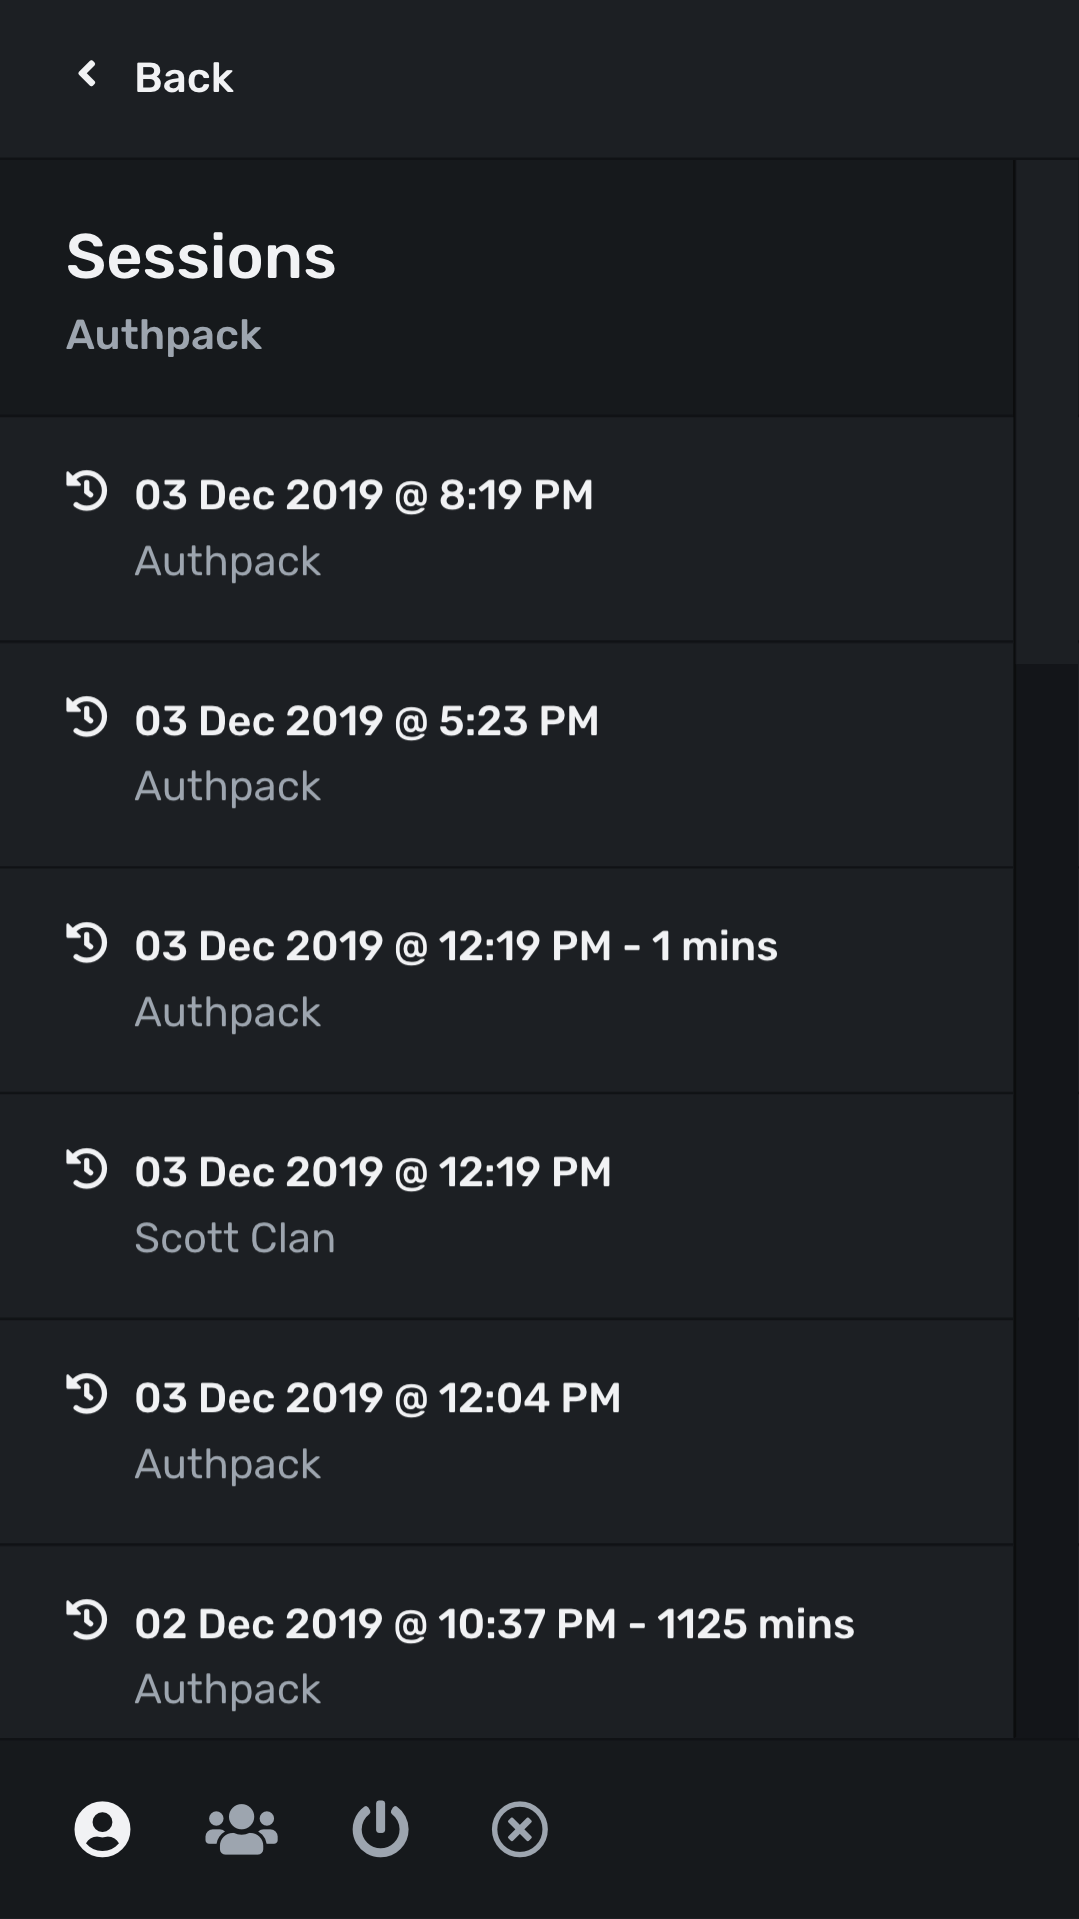 Back
Sessions
Authpack
03 Dec 2019 @ 8:19 PM
Authpack
03 Dec 2019 @ 5:23 PM
Authpack
03 Dec 2019 @ 12:19 PM - 1 mins
Authpack
03 Dec 2019 @ 12:19 PM
Scott Clan
03 Dec 2019 @ 12:04 PM
Authpack
02 Dec 2019 @ 10:37 PM - 1125 mins
Authpack